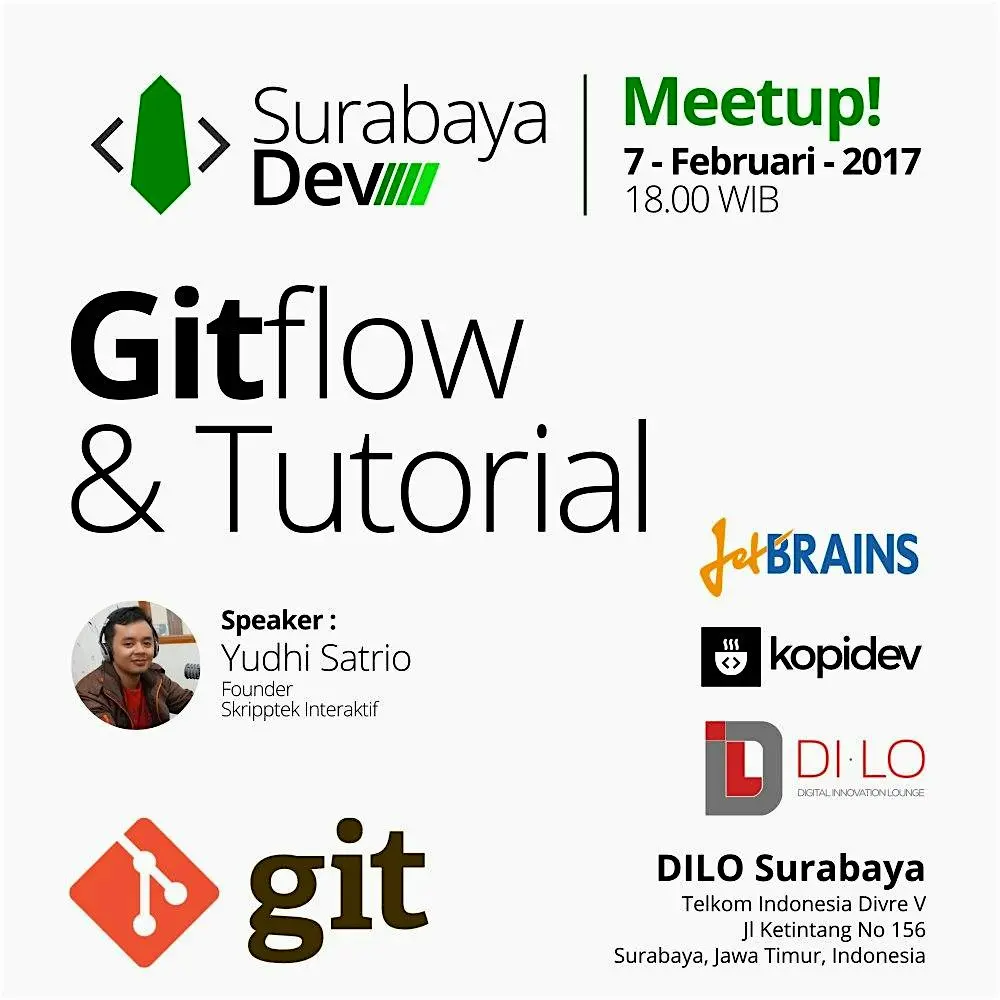 Surabaya
Dev
Meetup!
7 - Februari - 2017
18.00 WIB
Gitflow
& Tutorial
JetBRAINS
Speaker :
Yudhi Satrio
Founder
Skripptek Interaktif
kopidev
DI·LO
DIGITAL INNOVATION LOUNGE
git
DILO Surabaya
Telkom Indonesia Divre V
Jl Ketintang No 156
Surabaya, Jawa Timur, Indonesia